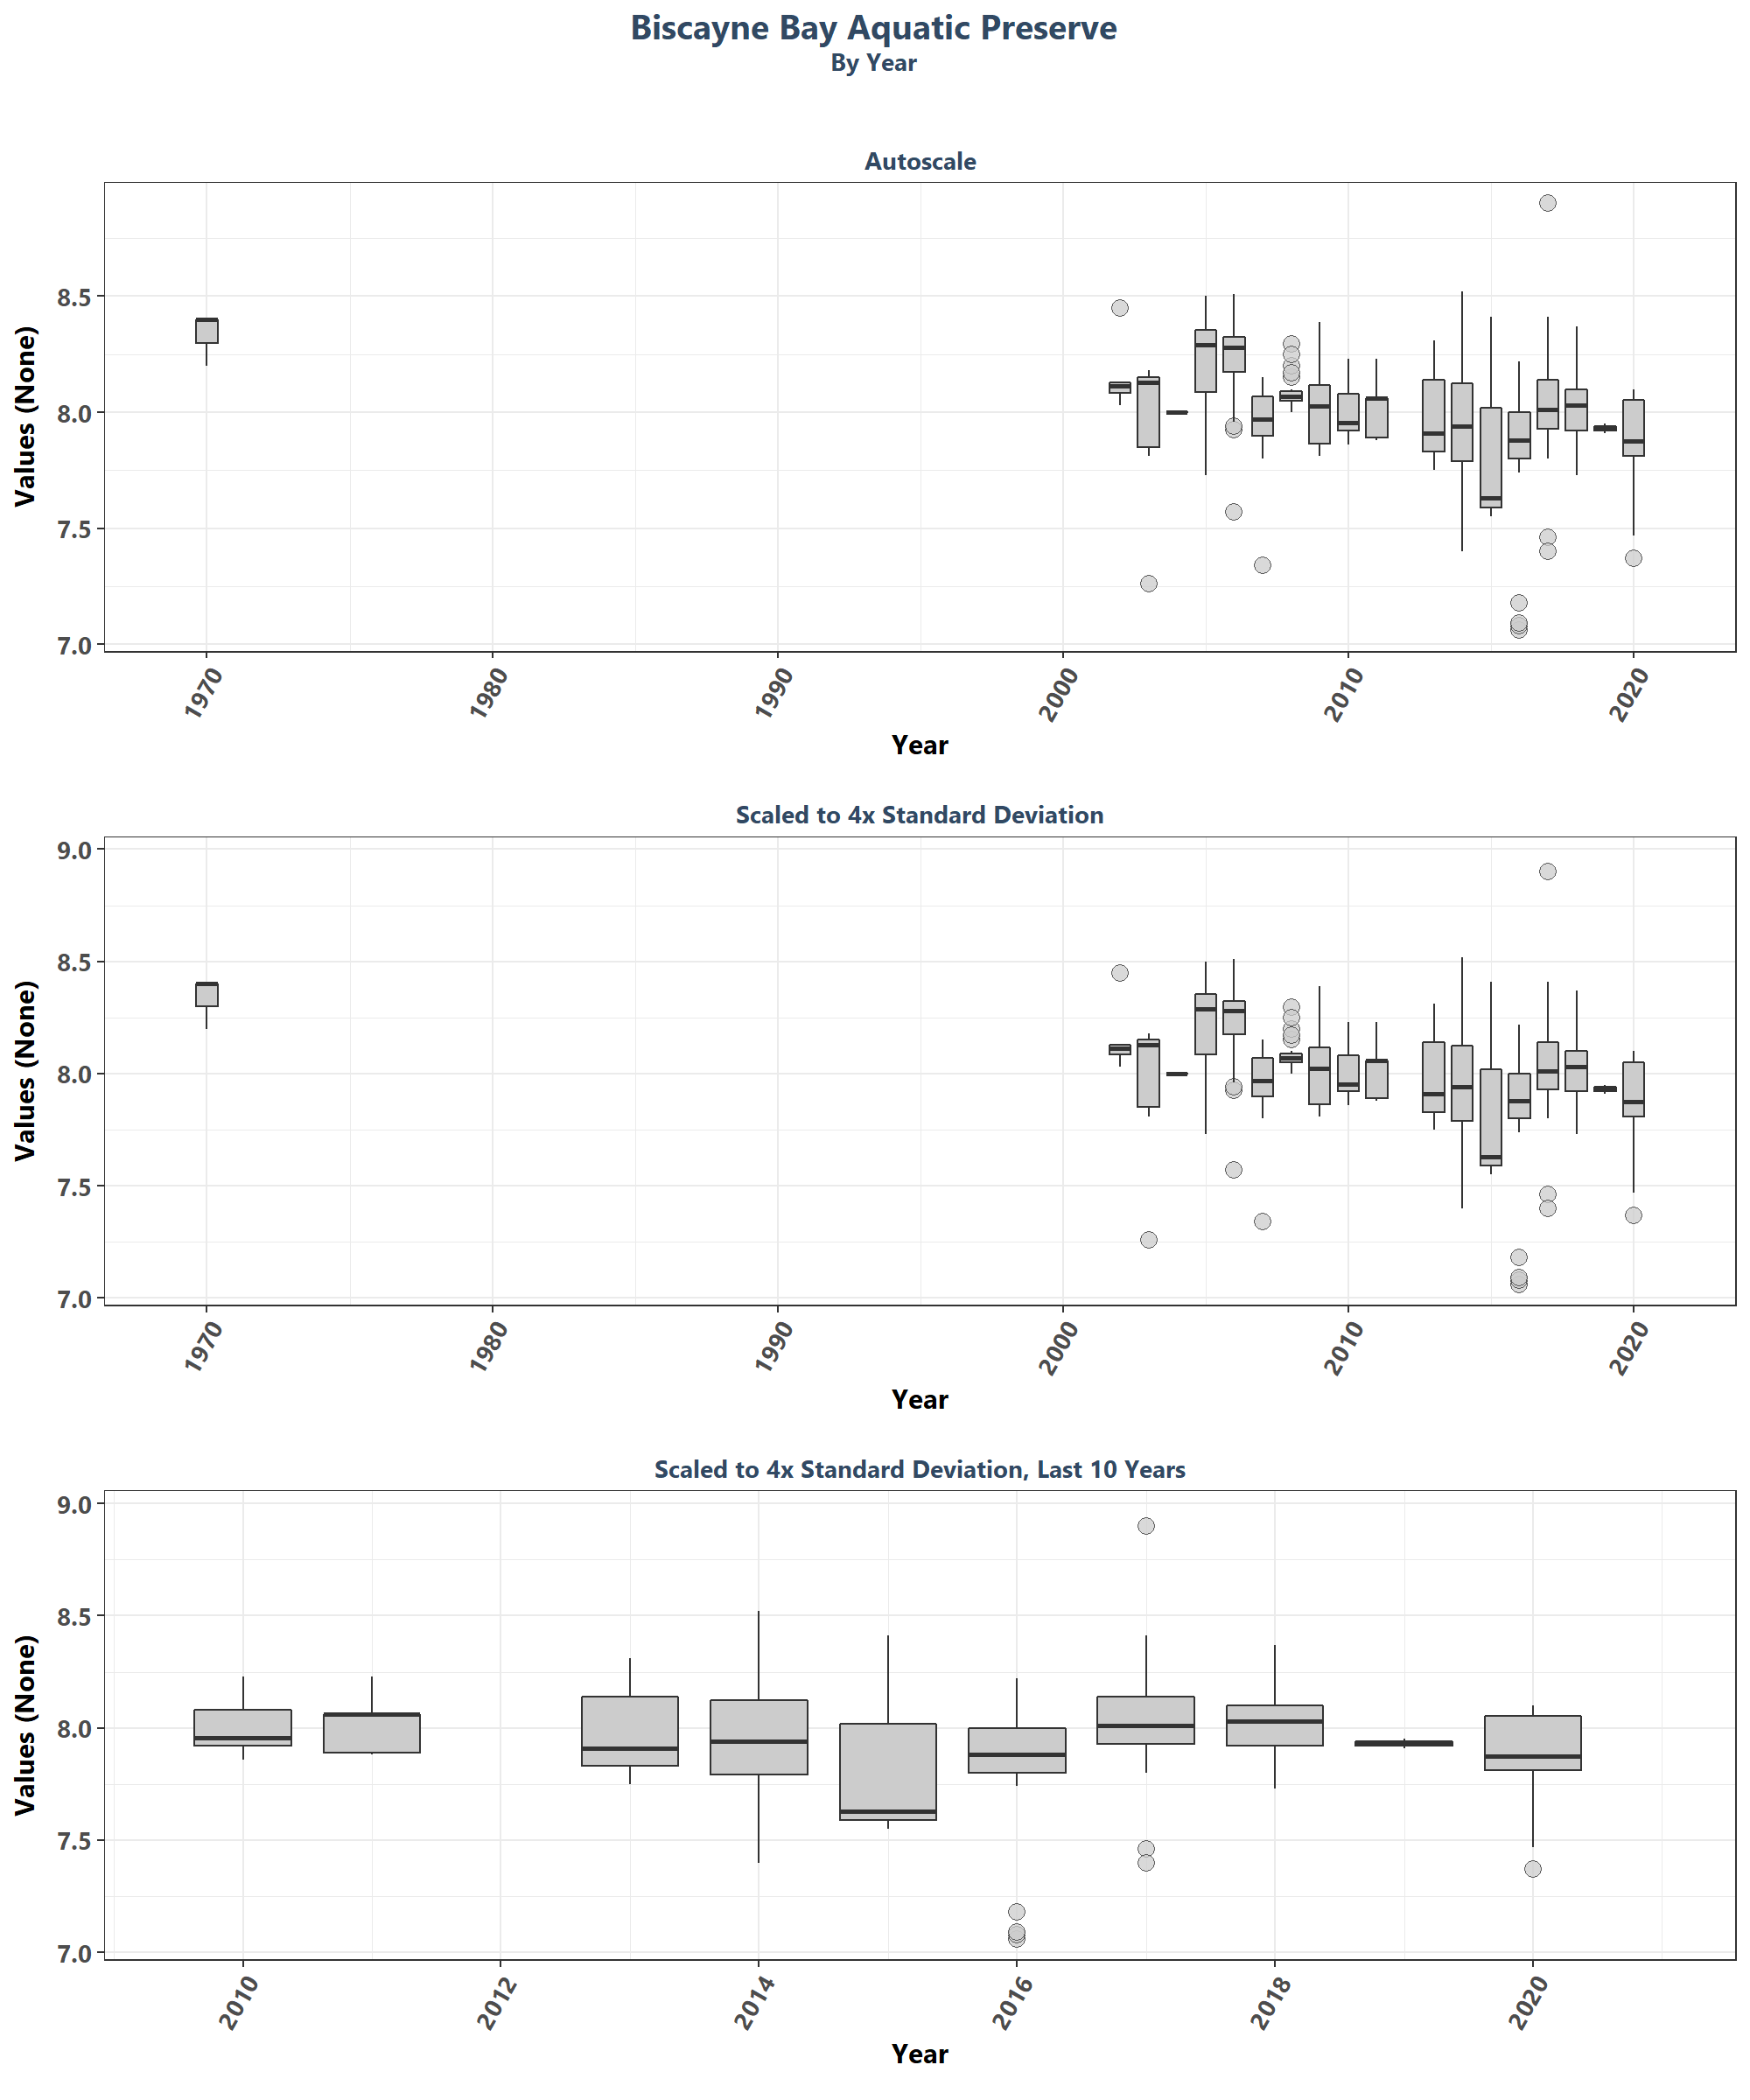 Biscayne Bay Aquatic Preserve
By Year
Autoscale
Values (None)
8.5
8.0
7.5
7.0
1970
1980
1990
2000
2010
2020
Year
Scaled to 4x Standard Deviation
Values (None)
9.0
8.5
8.0
7.5
7.0
1970
1980
1990
2000
2010
2020
Year
Scaled to 4x Standard Deviation, Last 10 Years
Values (None)
9.0
8.5
8.0
7.5
7.0
2010
2012
2014
2016
2018
2020
Year